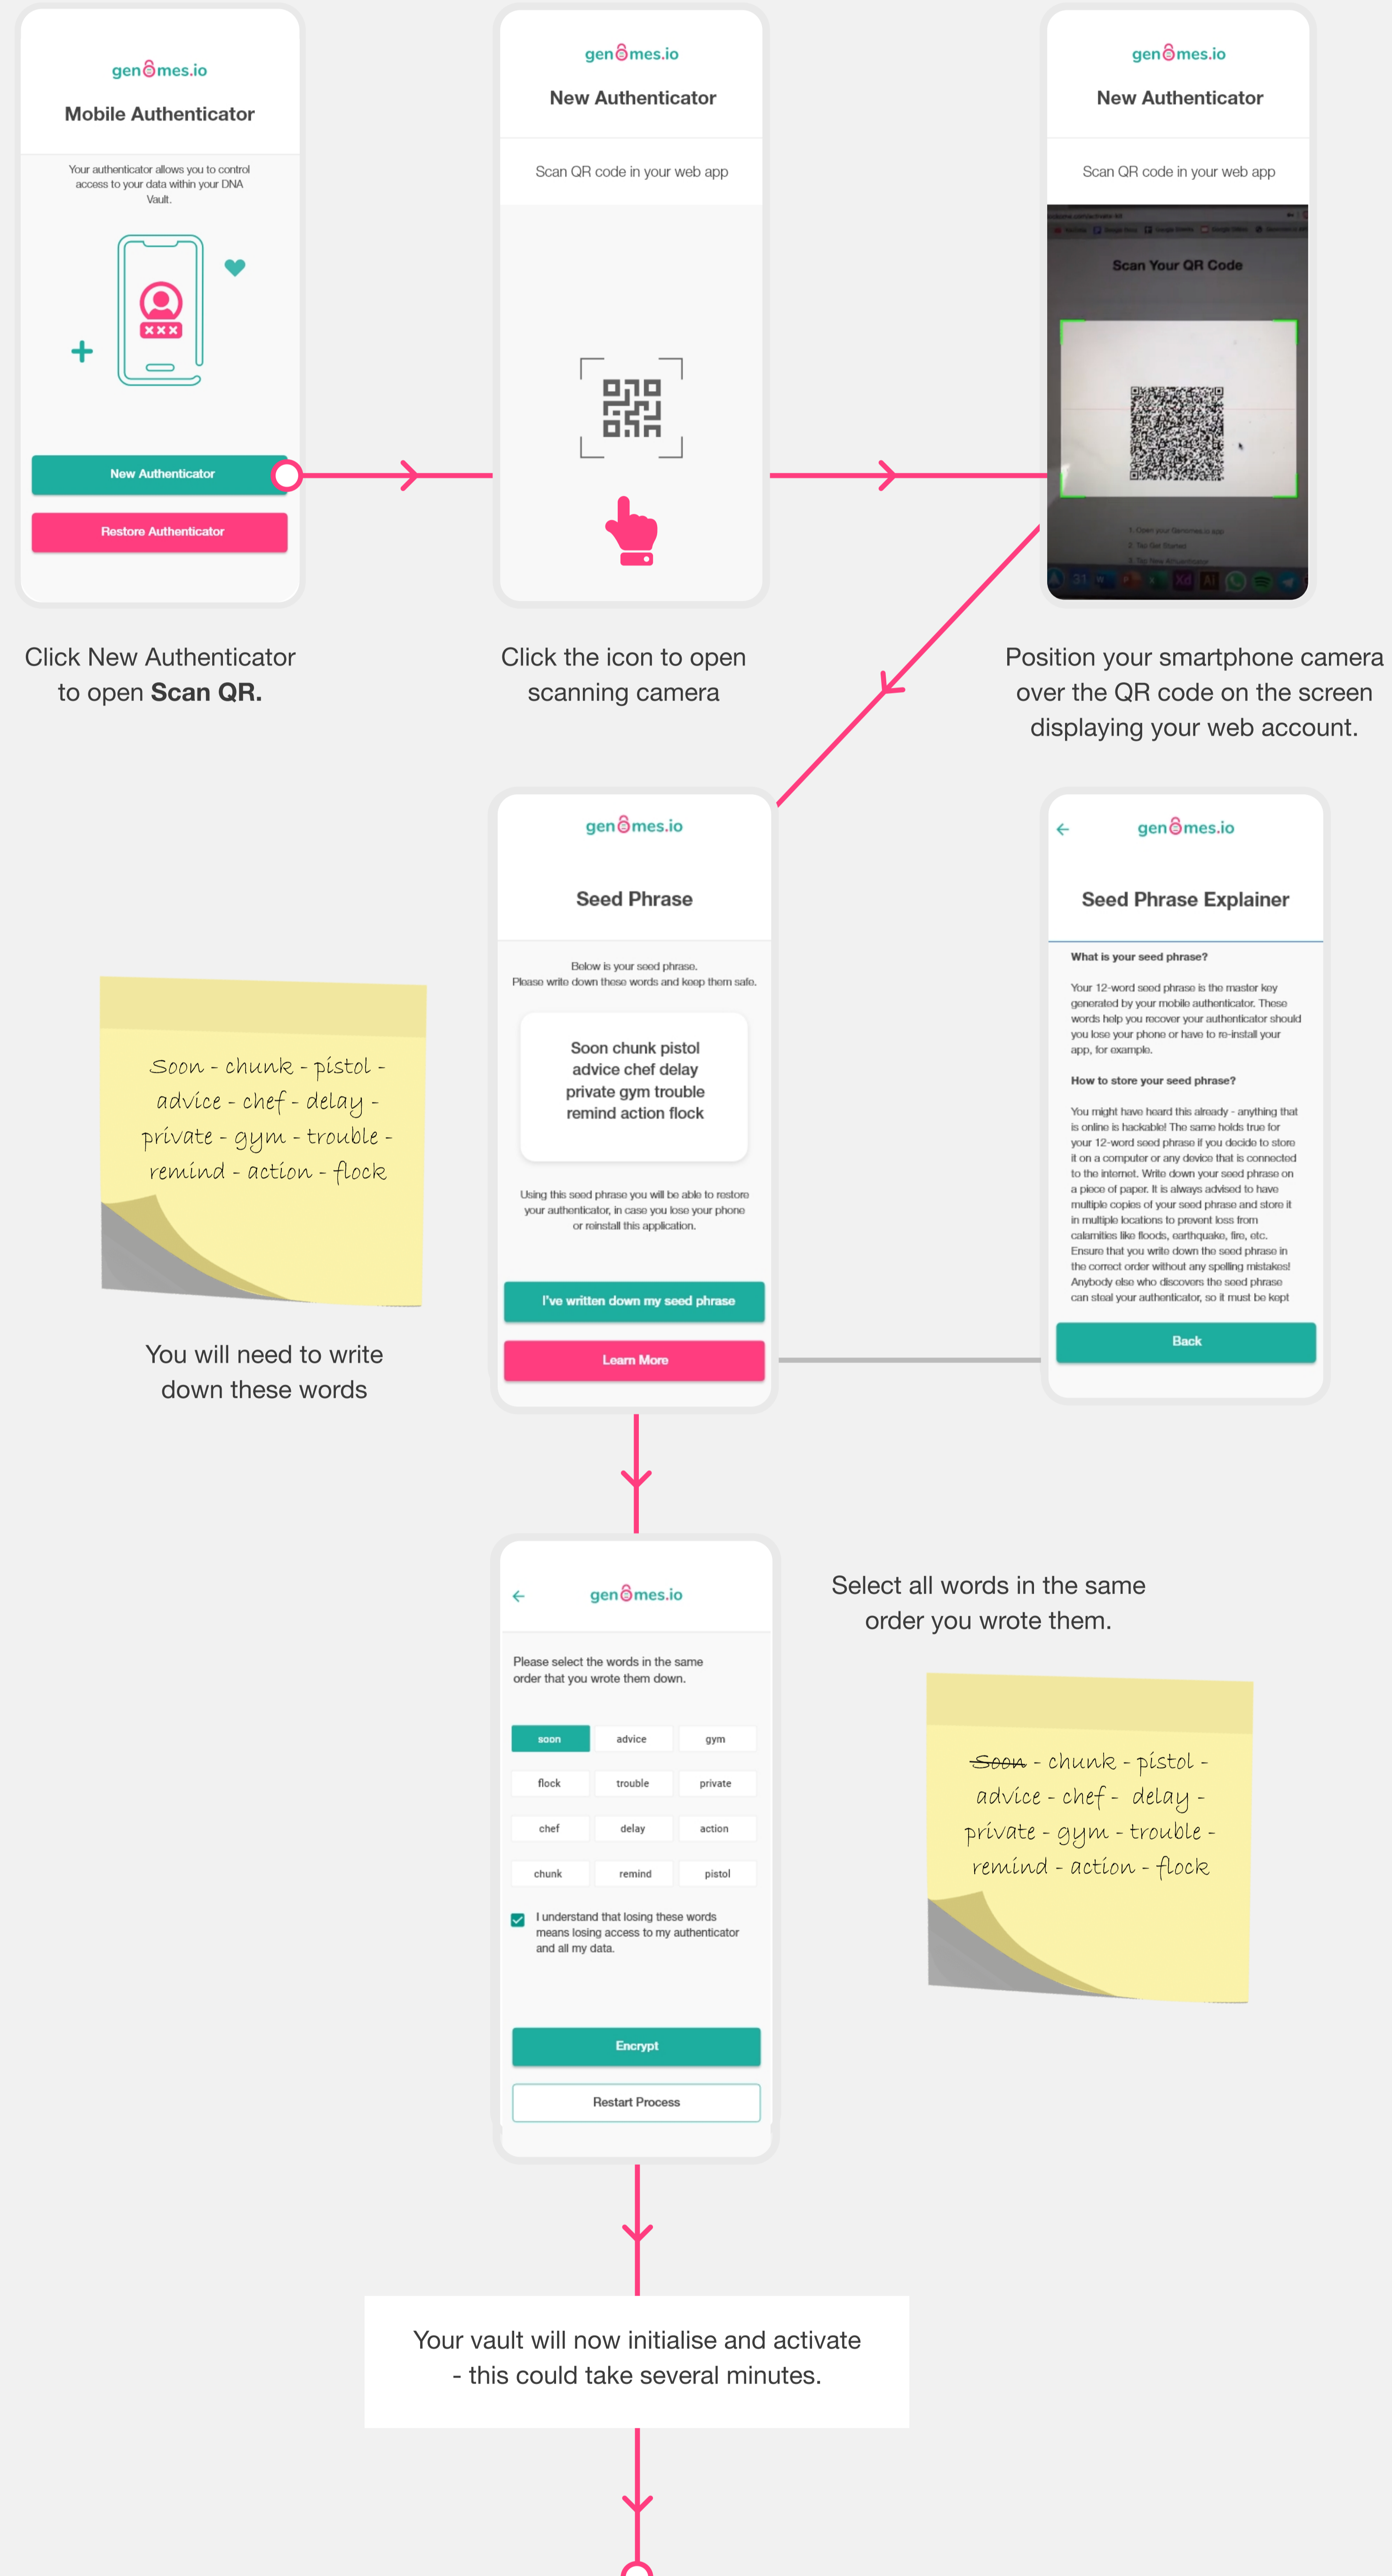 genomes.io
Mobile Authenticator
Your authenticator allows you to control
access to your data within your DNA
Vault.
xxx
New Authenticator
Restore Authenticator
Click New Authenticator
to open Scan QR.
genomes.io
New Authenticator
Scan QR code in your web app
Click the icon to open
scanning camera
genomes.io
New Authenticator
Scan QR code in your web app
Scan Your QR Code
1. Open your Genomes.io app
2. Tap Get Started
3. Tap New Authenticator
31 W P X Xd Ai
Position your smartphone camera
over the QR code on the screen
displaying your web account.
Soon - chunk - pistol -
advice - chef - delay -
private - gym - trouble -
remind - action - flock
You will need to write
down these words
genomes.io
Seed Phrase
Below is your seed phrase.
Please write down these words and keep them safe.
Soon chunk pistol
advice chef delay
private gym trouble
remind action flock
Using this seed phrase you will be able to restore
your authenticator, in case you lose your phone
or reinstall this application.
I've written down my seed phrase
Learn More
genomes.io
Seed Phrase Explainer
What is your seed phrase?
Your 12-word seed phrase is the master key
generated by your mobile authenticator. These
words help you recover your authenticator should
you lose your phone or have to re-install your
app, for example.
How to store your seed phrase?
You might have heard this already - anything that
is online is hackable! The same holds true for
your 12-word seed phrase if you decide to store
it on a computer or any device that is connected
to the internet. Write down your seed phrase on
a piece of paper. It is always advised to have
multiple copies of your seed phrase and store it
in multiple locations to prevent loss from
calamities like floods, earthquake, fire, etc.
Ensure that you write down the seed phrase in
the correct order without any spelling mistakes!
Anybody else who discovers the seed phrase
can steal your authenticator, so it must be kept
Back
genomes.io
Please select the words in the same
order that you wrote them down.
soon advice gym
flock trouble private
chef delay action
chunk remind pistol
I understand that losing these words
means losing access to my authenticator
and all my data.
Encrypt
Restart Process
Select all words in the same
order you wrote them.
Soon - chunk - pistol -
advice - chef - delay -
private - gym - trouble -
remind - action - flock
Your vault will now initialise and activate
- this could take several minutes.